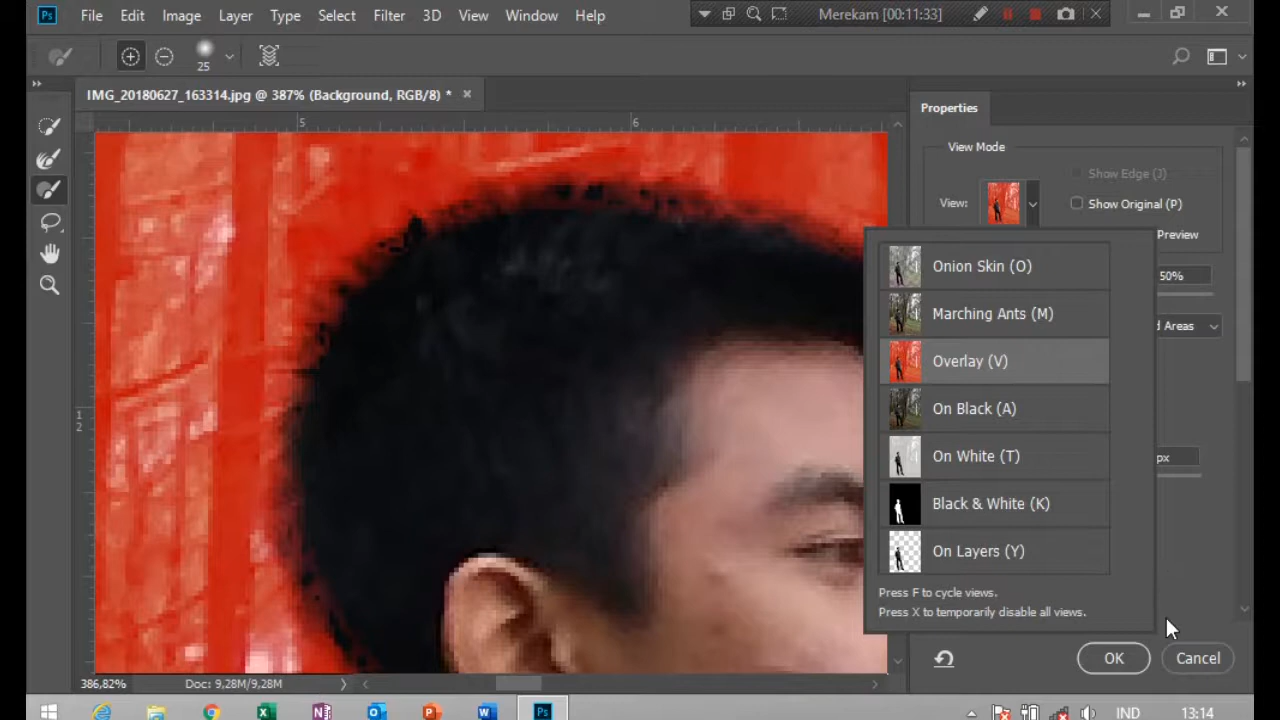 Ps File Edit Image Layer Type Select Filter 3D View Window Help
Merekam [00:11:33]
25
IMG_20180627_163314.jpg @ 387% (Background, RGB/8) *
Properties
5 6
1
2
View Mode
Show Edge (J)
View:
Show Original (P)
Preview
50%
d Areas
px
Onion Skin (O)
Marching Ants (M)
Overlay (V)
On Black (A)
On White (T)
Black & White (K)
On Layers (Y)
Press F to cycle views.
Press X to temporarily disable all views.
OK Cancel
386,82% Doc: 9,28M/9,28M
IND 13:14